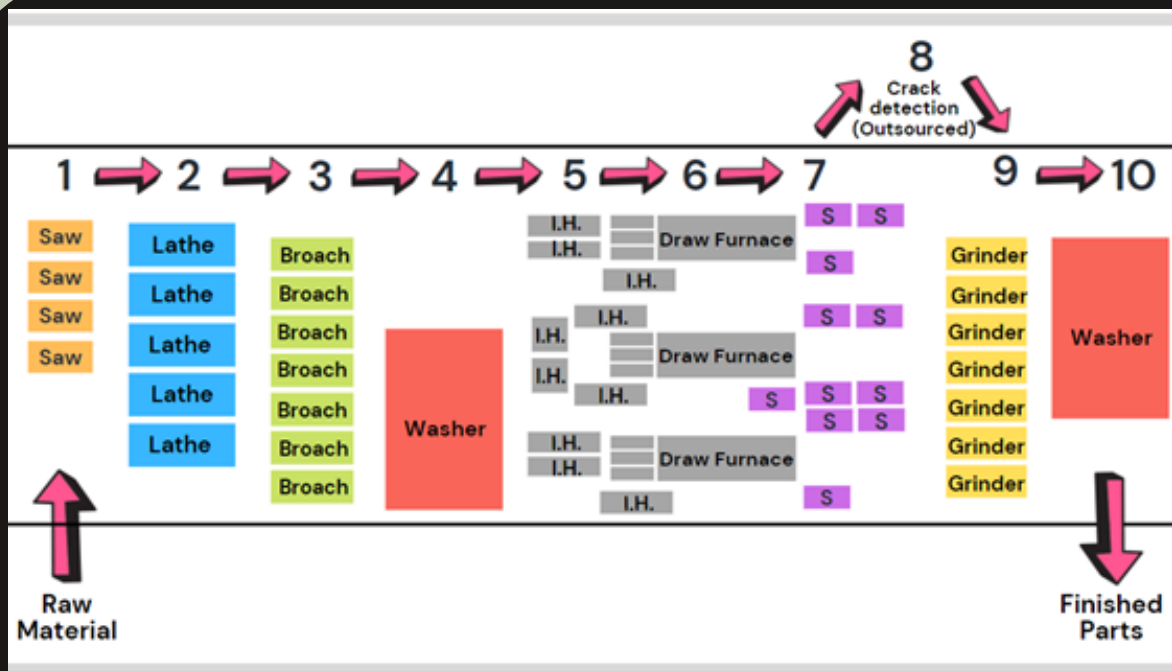 8
Crack
detection
(Outsourced)
1 2 3 4 5 6 7 9 10
Saw
Saw
Saw
Saw
Lathe
Lathe
Lathe
Lathe
Lathe
Broach
Broach
Broach
Broach
Broach
Broach
Broach
Washer
I.H.
I.H.
I.H.
I.H.
I.H.
I.H.
I.H.
I.H.
I.H.
I.H.
Draw Furnace
Draw Furnace
Draw Furnace
S S
S
S S
S S S
S S
S
Grinder
Grinder
Grinder
Grinder
Grinder
Grinder
Grinder
Washer
Raw
Material
Finished
Parts